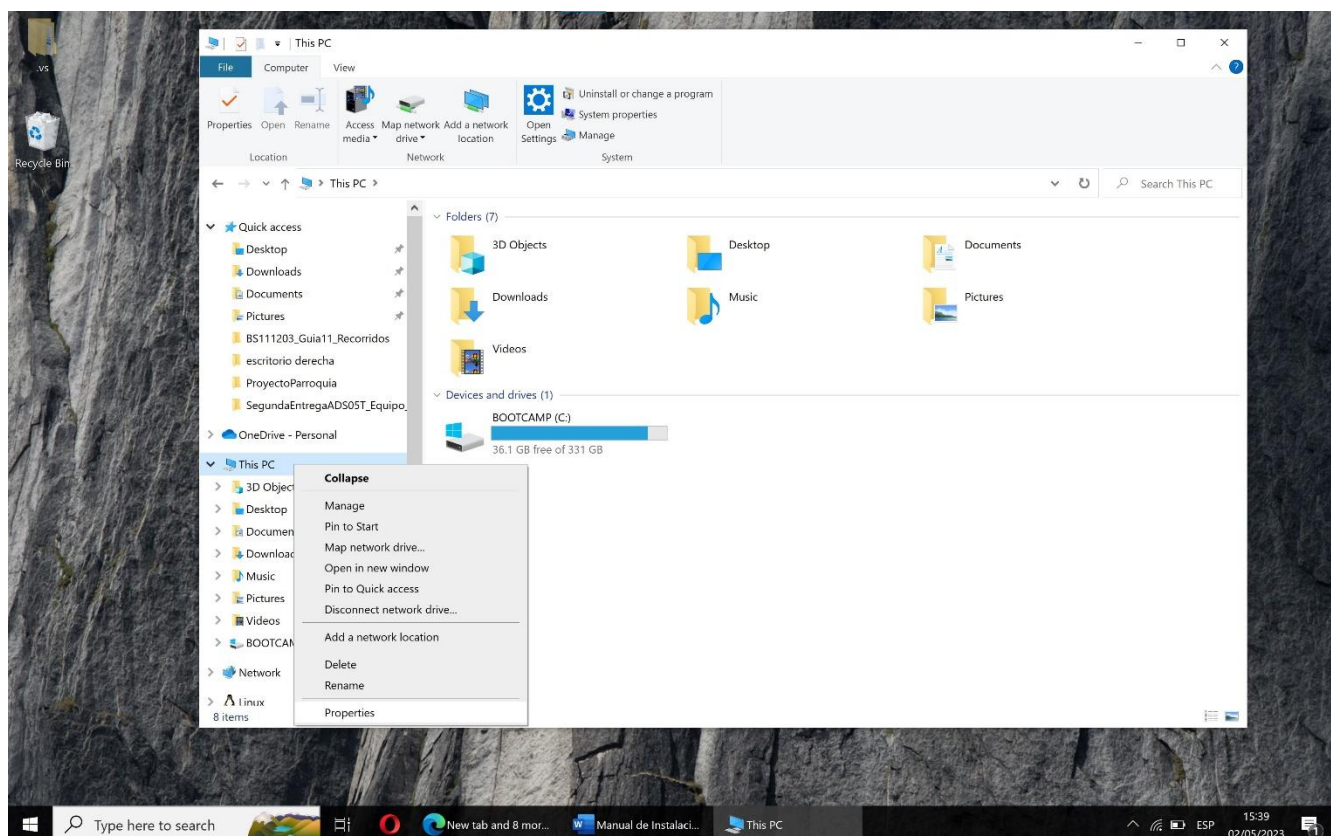 .vs
Recycle Bin
This PC
File Computer View
Properties Open Rename Access media Map network drive Add a network location Open Settings
Uninstall or change a program
System properties
Manage
Location Network System
This PC
Search This PC
Quick access
Desktop
Downloads
Documents
Pictures
BS111203_Guia11_Recorridos
escritorio derecha
ProyectoParroquia
SegundaEntregaADS05T_Equipo_
OneDrive - Personal
This PC
3D Objec
Desktop
Documen
Downloac
Music
Pictures
Videos
BOOTCAN
Network
Linux
8 items
Folders (7)
3D Objects Desktop Documents
Downloads Music Pictures
Videos
Devices and drives (1)
BOOTCAMP (C:)
36.1 GB free of 331 GB
Collapse
Manage
Pin to Start
Map network drive...
Open in new window
Pin to Quick access
Disconnect network drive...
Add a network location
Delete
Rename
Properties
Type here to search
New tab and 8 mor...
Manual de Instalaci...
This PC
ESP
15:39
02/05/2023